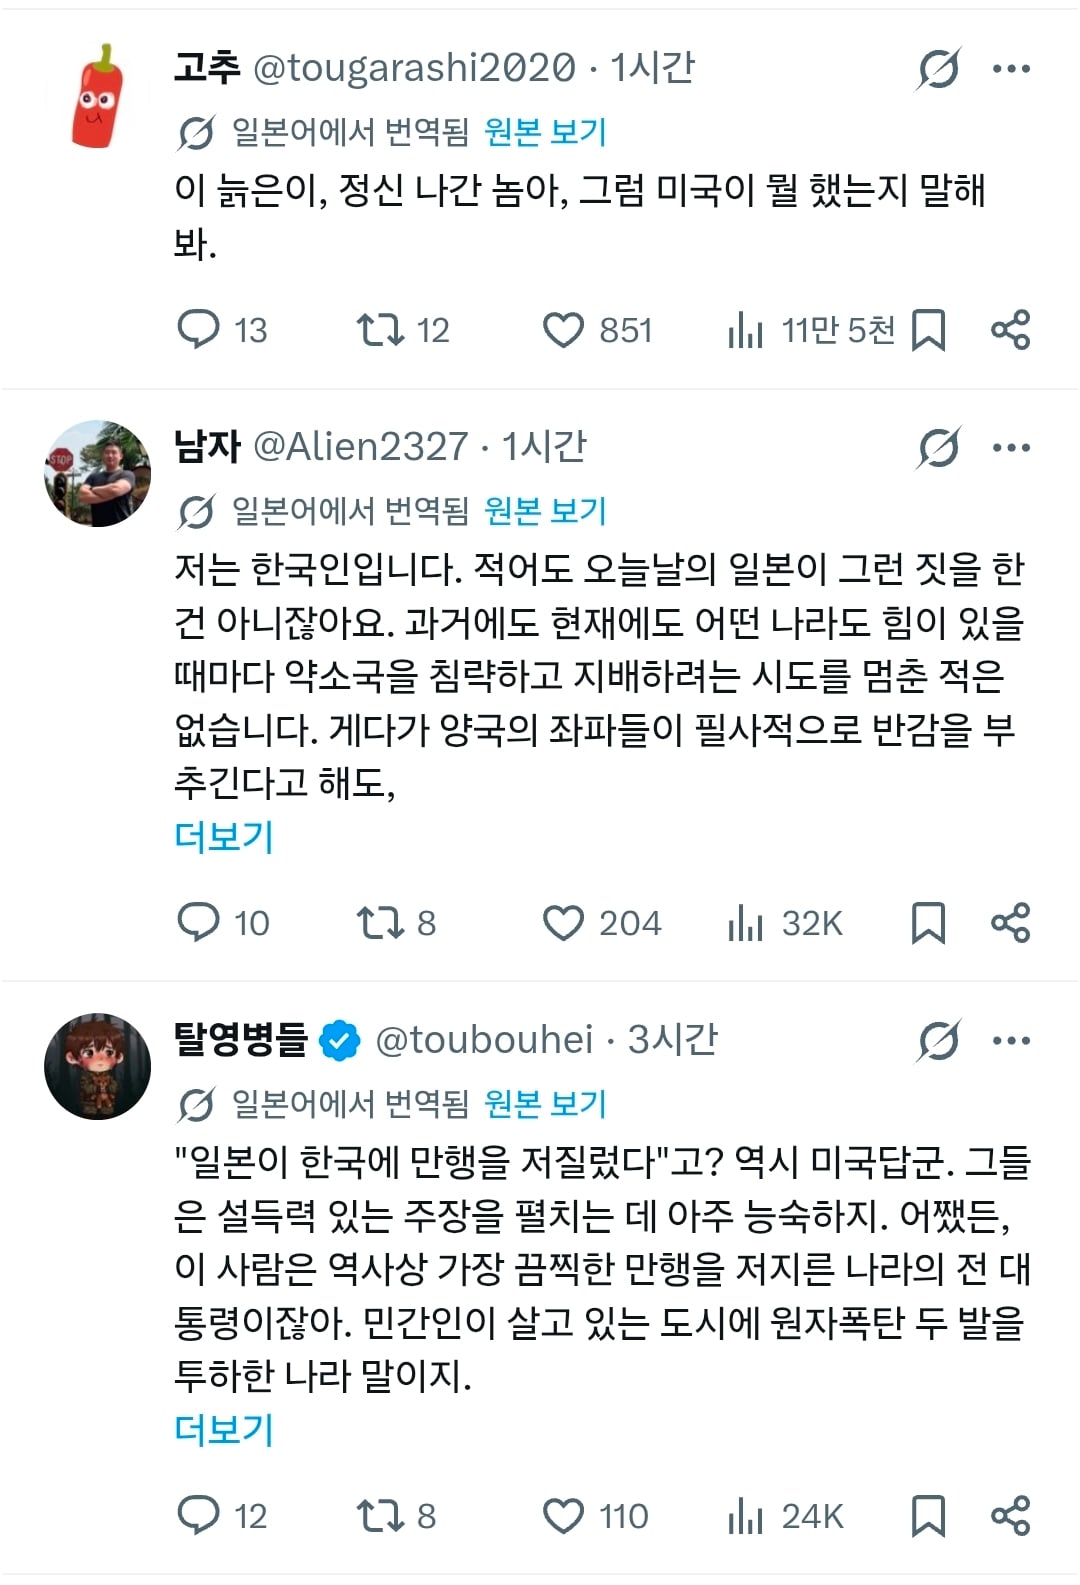 고추 @tougarashi2020 · 1시간
일본어에서 번역됨 원본 보기
이 늙은이, 정신 나간 놈아, 그럼 미국이 뭘 했는지 말해
봐.
13 12 851 11만 5천
남자 @Alien2327 · 1시간
STOP
일본어에서 번역됨 원본 보기
저는 한국인입니다. 적어도 오늘날의 일본이 그런 짓을 한
건 아니잖아요. 과거에도 현재에도 어떤 나라도 힘이 있을
때마다 약소국을 침략하고 지배하려는 시도를 멈춘 적은
없습니다. 게다가 양국의 좌파들이 필사적으로 반감을 부
추긴다고 해도,
더보기
10 8 204 32K
탈영병들 @toubouhei · 3시간
일본어에서 번역됨 원본 보기
"일본이 한국에 만행을 저질렀다"고? 역시 미국답군. 그들
은 설득력 있는 주장을 펼치는 데 아주 능숙하지. 어쨌든,
이 사람은 역사상 가장 끔찍한 만행을 저지른 나라의 전 대
통령이잖아. 민간인이 살고 있는 도시에 원자폭탄 두 발을
투하한 나라 말이지.
더보기
12 8 110 24K